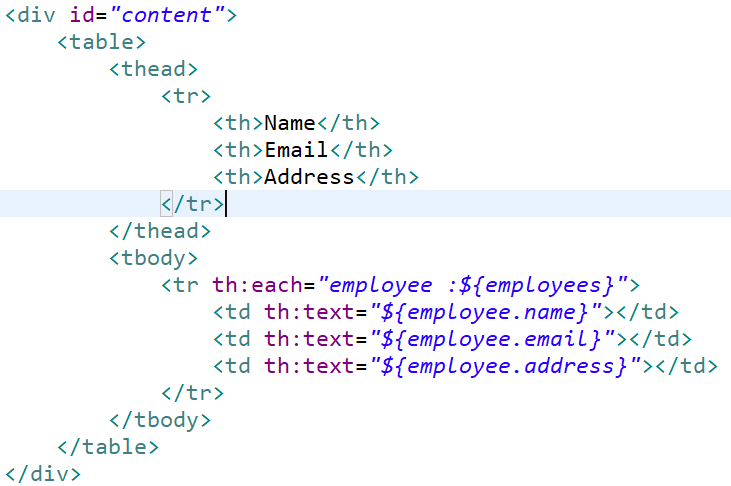 <div id="content">
    <table>
        <thead>
            <tr>
                <th>Name</th>
                <th>Email</th>
                <th>Address</th>
            </tr>
        </thead>
        <tbody>
            <tr th:each="employee :${employees}">
                <td th:text="${employee.name}"></td>
                <td th:text="${employee.email}"></td>
                <td th:text="${employee.address}"></td>
            </tr>
        </tbody>
    </table>
</div>